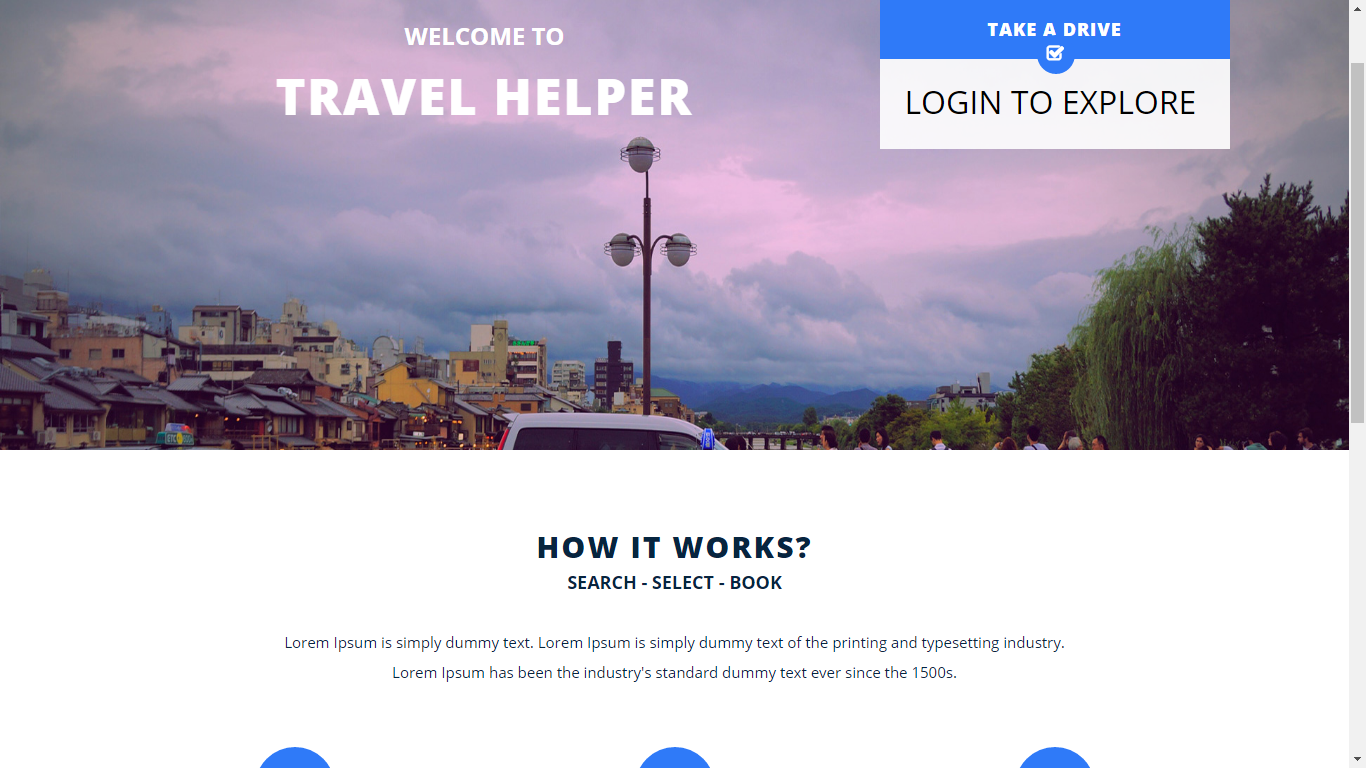 WELCOME TO
TRAVEL HELPER
TAKE A DRIVE
LOGIN TO EXPLORE
HOW IT WORKS?
SEARCH - SELECT - BOOK
Lorem Ipsum is simply dummy text. Lorem Ipsum is simply dummy text of the printing and typesetting industry.
Lorem Ipsum has been the industry's standard dummy text ever since the 1500s.